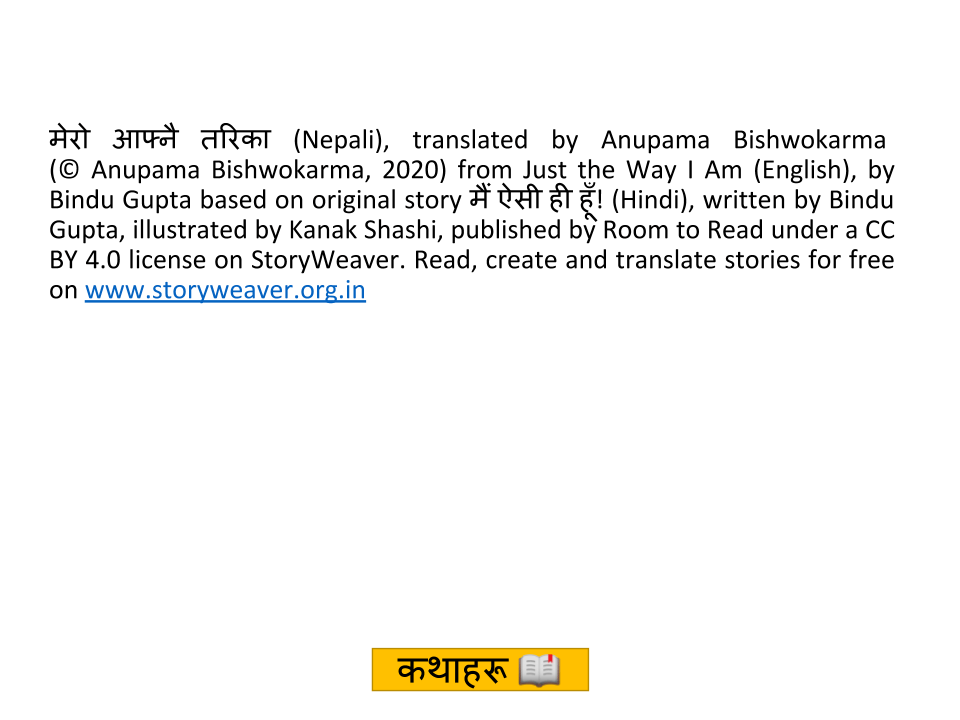 मेरो आफ्नै तरिका (Nepali), translated by Anupama Bishwokarma
(© Anupama Bishwokarma, 2020) from Just the Way I Am (English), by
Bindu Gupta based on original story मैं ऐसी ही हूँ! (Hindi), written by Bindu
Gupta, illustrated by Kanak Shashi, published by Room to Read under a CC
BY 4.0 license on StoryWeaver. Read, create and translate stories for free
on www.storyweaver.org.in
कथाहरू 📖